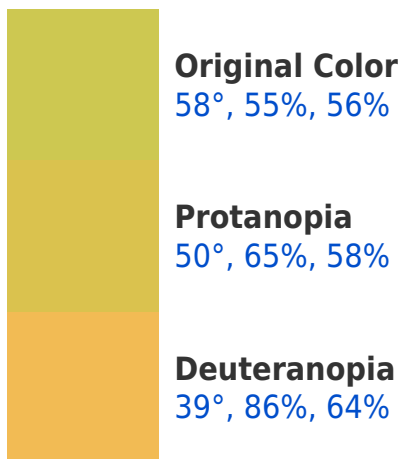 Original Color
58°, 55%, 56%
Protanopia
50°, 65%, 58%
Deuteranopia
39°, 86%, 64%